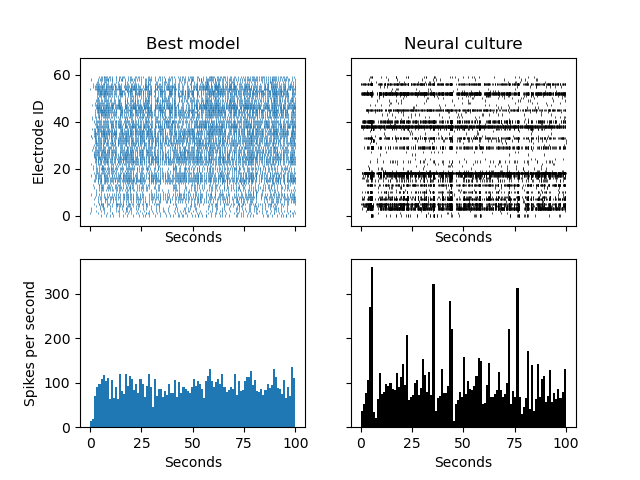 Best model
Neural culture
Electrode ID
60
40
20
0
Seconds
Seconds
Spikes per second
300
200
100
0
0 25 50 75 100
Seconds
0 25 50 75 100
Seconds